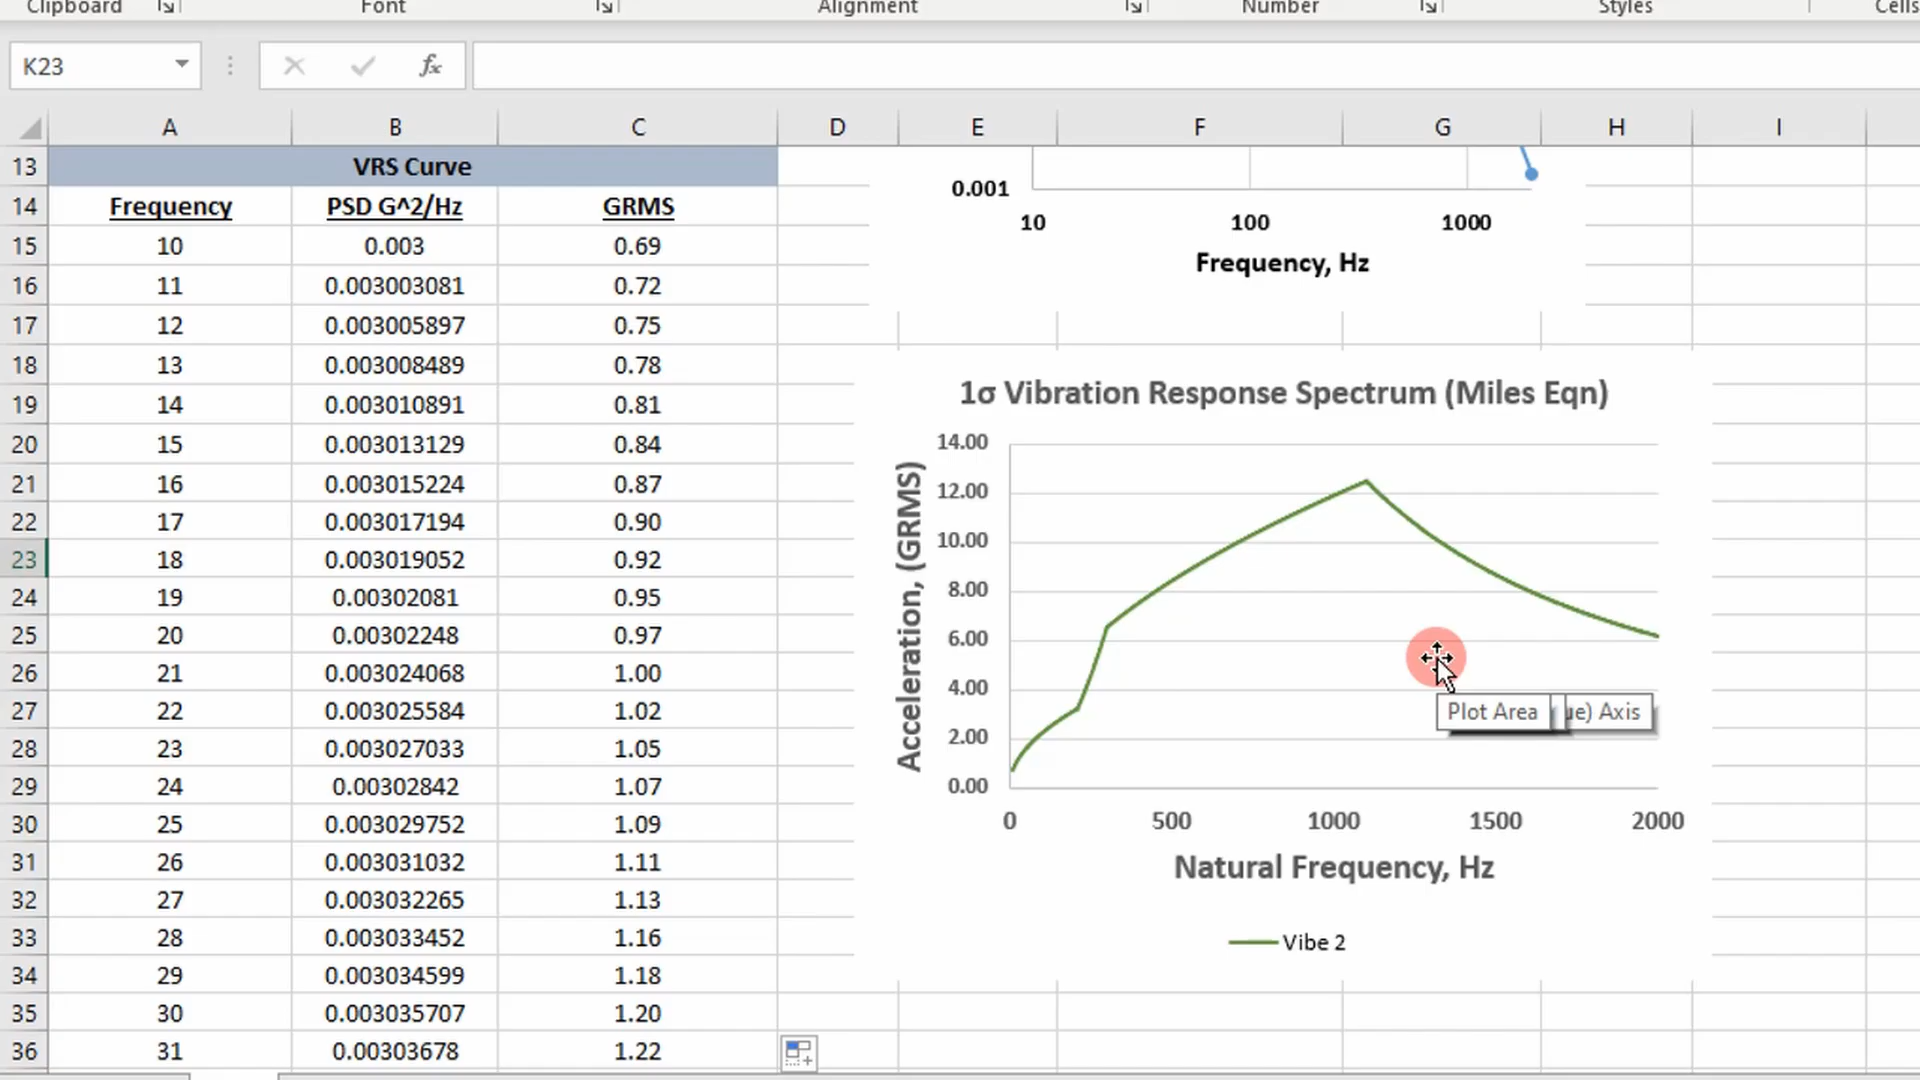 Clipboard Font Alignment Number Styles Cells
K23 fx
A B C D E F G H I
13 VRS Curve
14 Frequency PSD G^2/Hz GRMS
15 10 0.003 0.69
16 11 0.003003081 0.72
17 12 0.003005897 0.75
18 13 0.003008489 0.78
19 14 0.003010891 0.81
20 15 0.003013129 0.84
21 16 0.003015224 0.87
22 17 0.003017194 0.90
23 18 0.003019052 0.92
24 19 0.00302081 0.95
25 20 0.00302248 0.97
26 21 0.003024068 1.00
27 22 0.003025584 1.02
28 23 0.003027033 1.05
29 24 0.00302842 1.07
30 25 0.003029752 1.09
31 26 0.003031032 1.11
32 27 0.003032265 1.13
33 28 0.003033452 1.16
34 29 0.003034599 1.18
35 30 0.003035707 1.20
36 31 0.00303678 1.22
0.001
10 100 1000
Frequency, Hz
1σ Vibration Response Spectrum (Miles Eqn)
Acceleration, (GRMS)
14.00
12.00
10.00
8.00
6.00
4.00
2.00
0.00
0 500 1000 1500 2000
Plot Area ue) Axis
Natural Frequency, Hz
Vibe 2